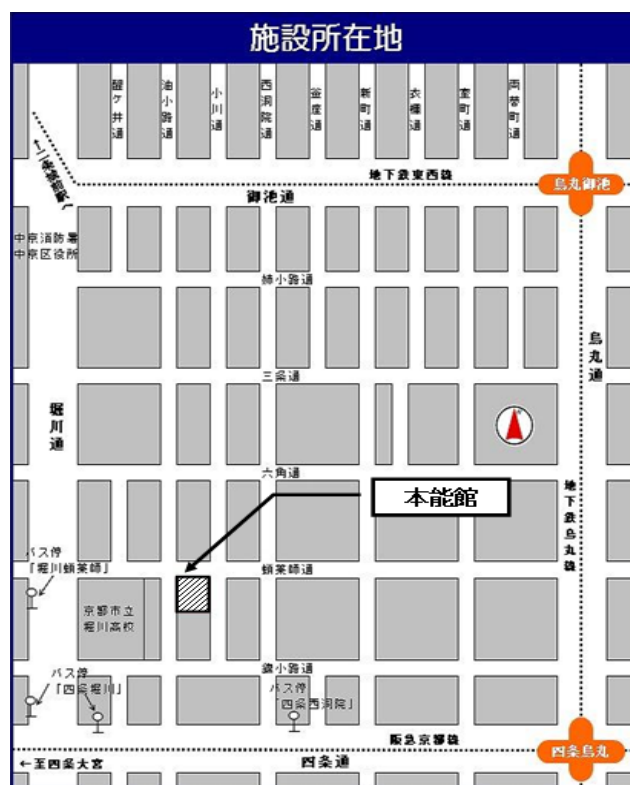 施設所在地
醒ケ井通
油小路通
小川通
西洞院通
釜座通
新町通
衣棚通
室町通
両替町通
←二条城前駅へ
地下鉄東西線
烏丸御池
御池通
中京消防署
中京区役所
姉小路通
烏丸通
三条通
堀川通
六角通
本能館
地下鉄烏丸線
バス停
「堀川蛸薬師」
蛸薬師通
京都市立
堀川高校
錦小路通
バス停
「四条堀川」
バス停
「四条西洞院」
阪急京都線
四条烏丸
←至四条大宮
四条通